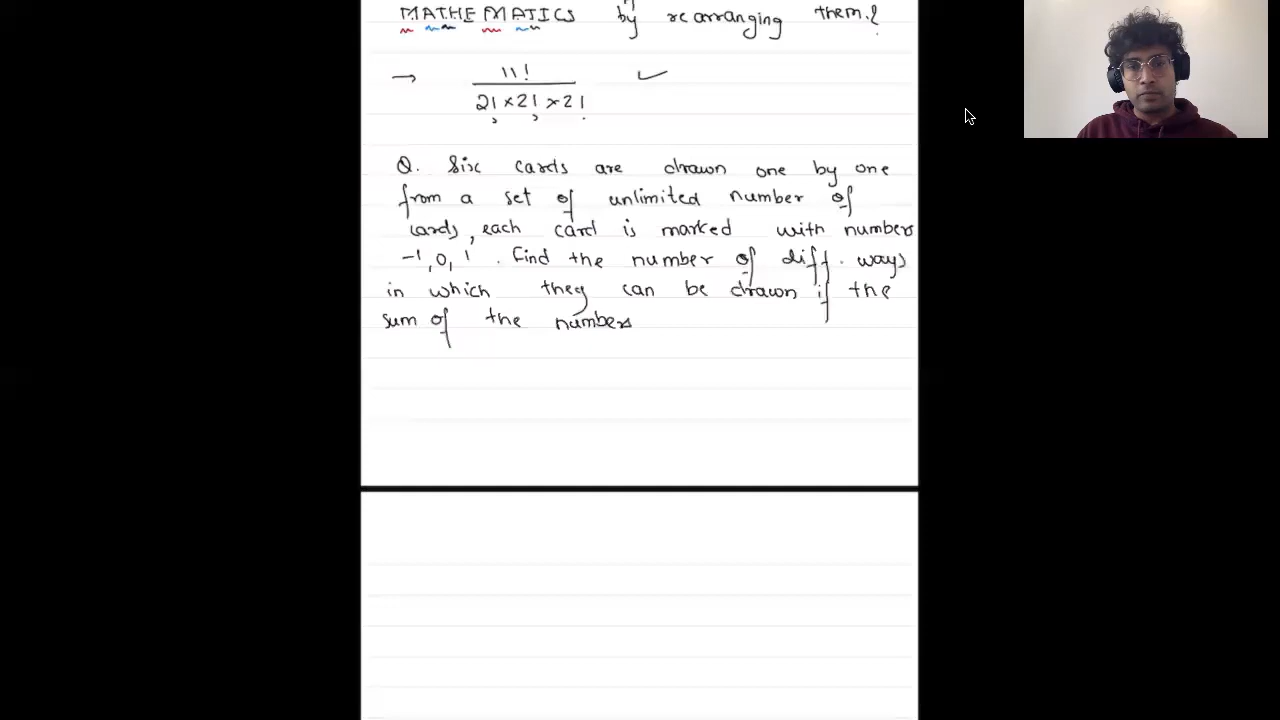 MATHEMATICS by rearranging them?
→ 11! ✓
2! × 2! × 2!
Q. Six cards are drawn one by one
from a set of unlimited number of
cards, each card is marked with numbers
-1, 0, 1. Find the number of diff. ways
in which they can be drawn if the
sum of the numbers